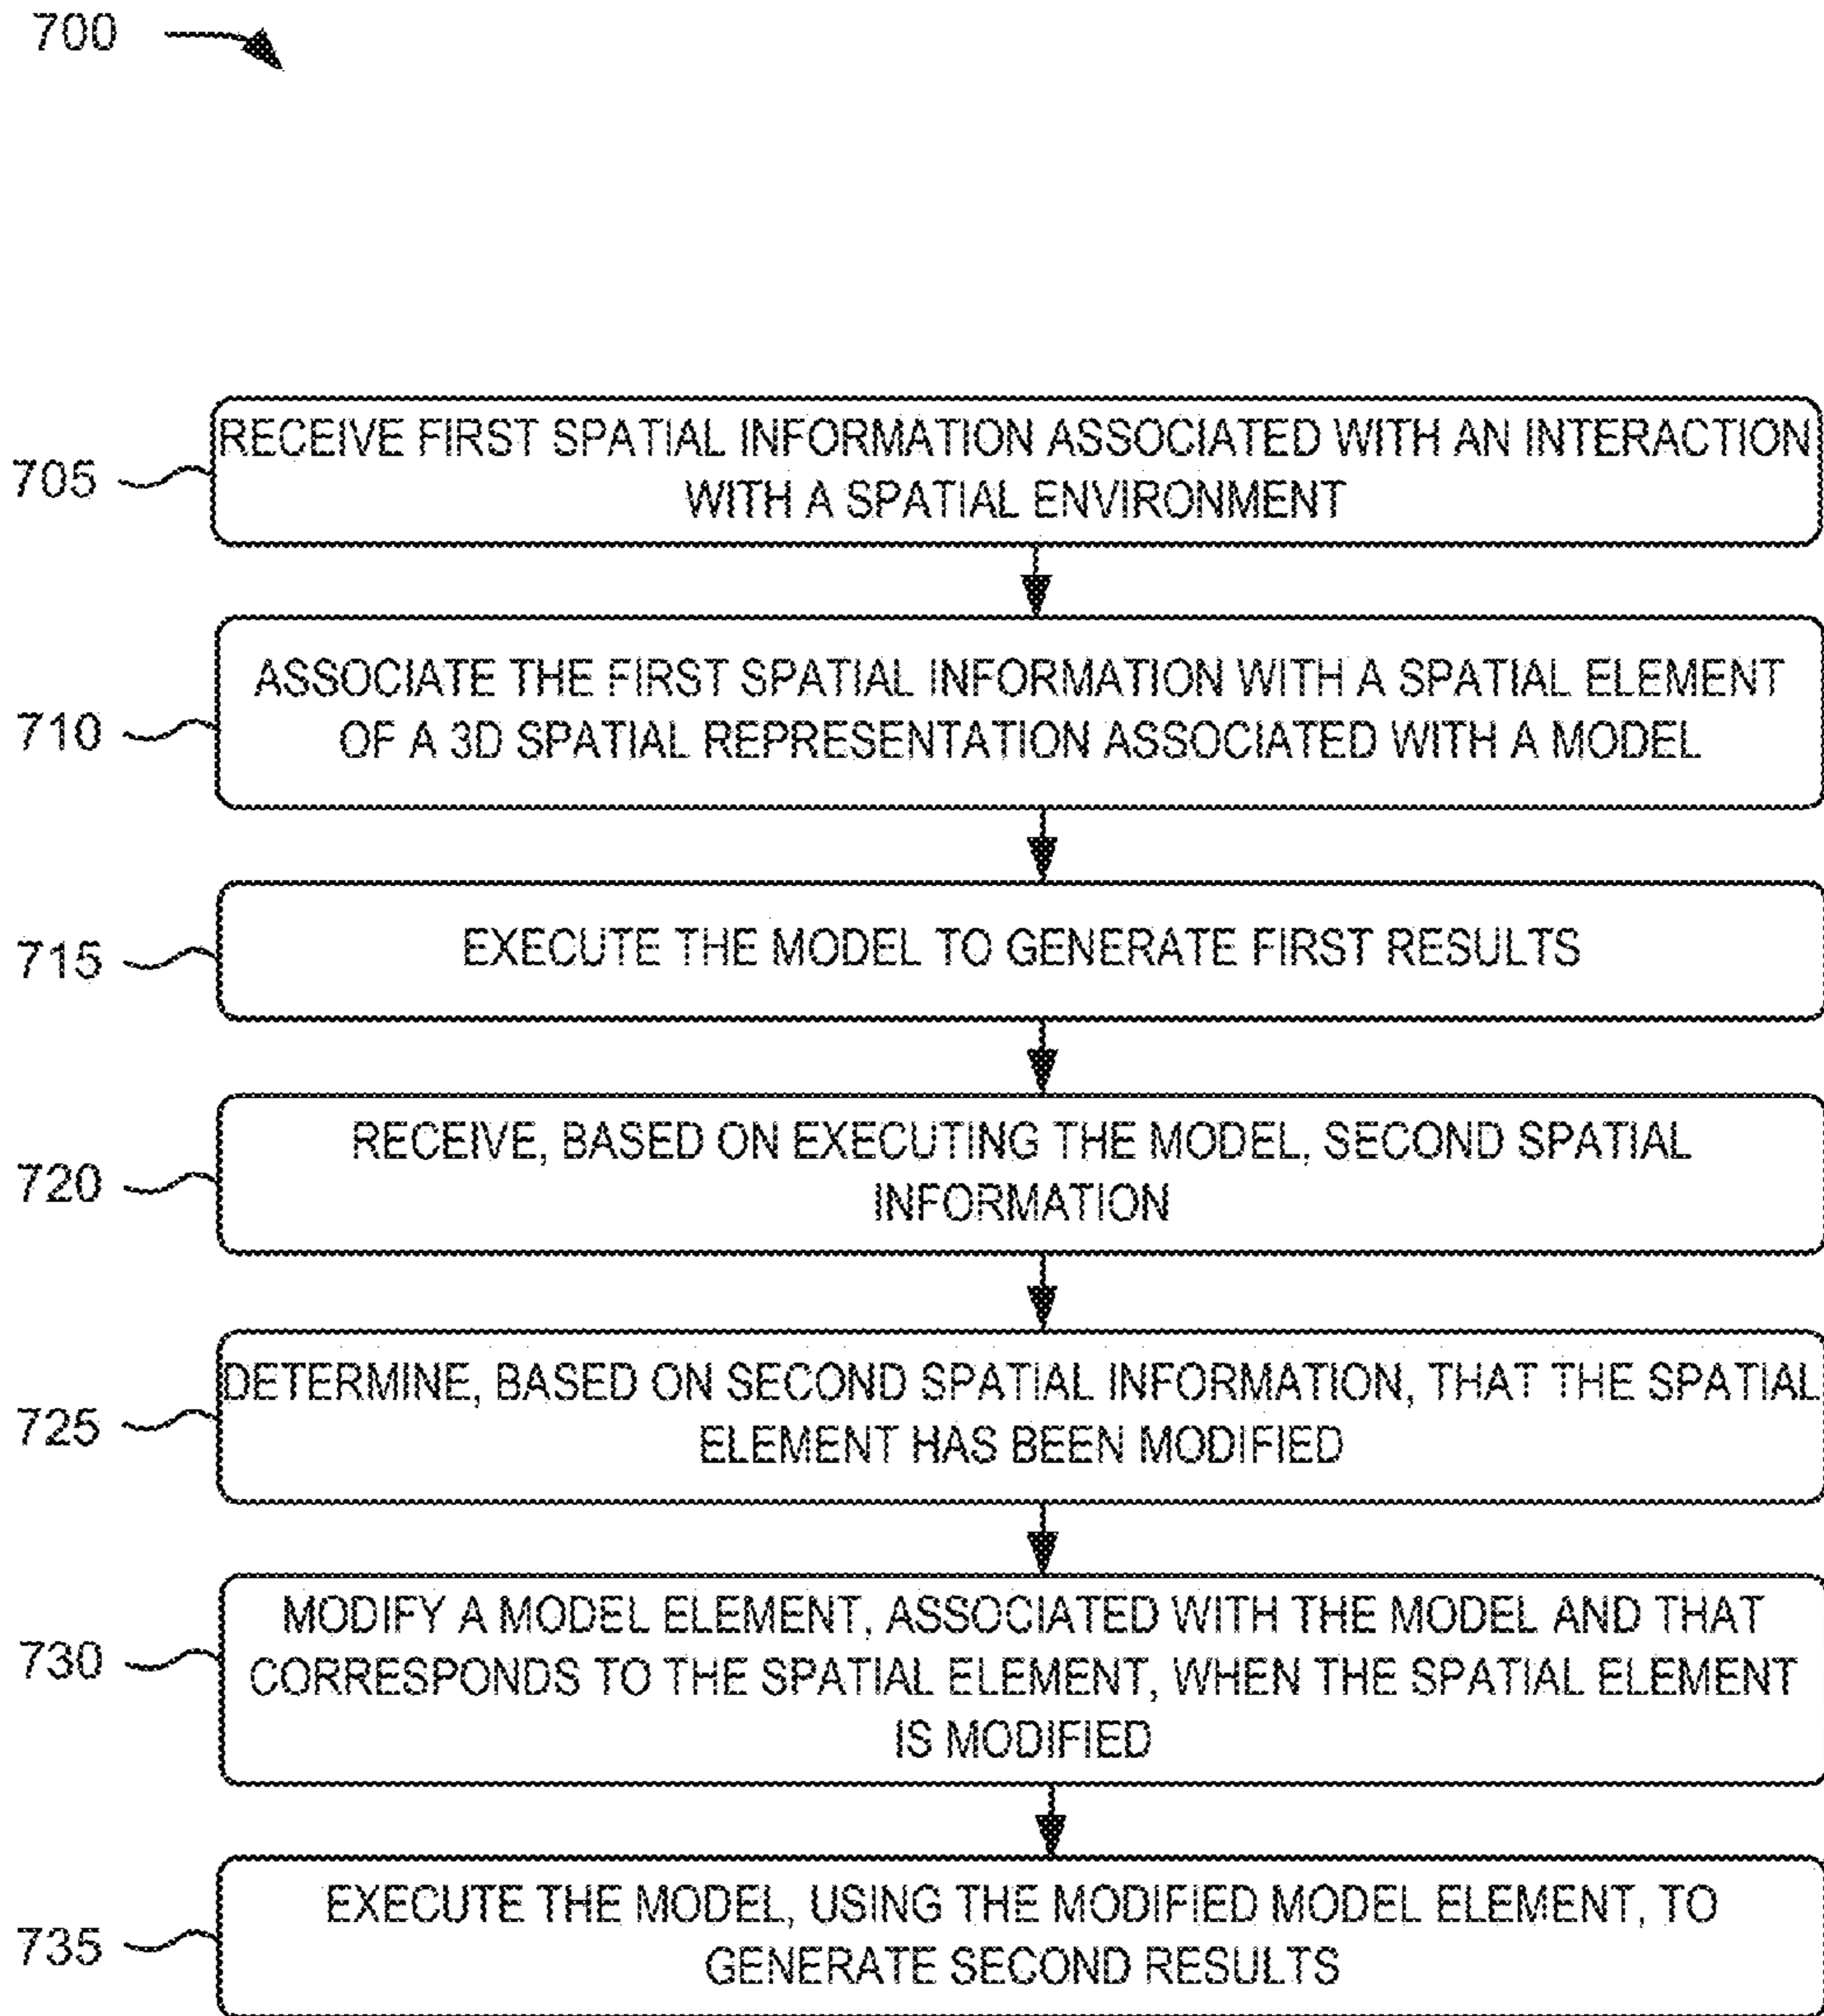 700
705
RECEIVE FIRST SPATIAL INFORMATION ASSOCIATED WITH AN INTERACTION
WITH A SPATIAL ENVIRONMENT
710
ASSOCIATE THE FIRST SPATIAL INFORMATION WITH A SPATIAL ELEMENT
OF A 3D SPATIAL REPRESENTATION ASSOCIATED WITH A MODEL
715
EXECUTE THE MODEL TO GENERATE FIRST RESULTS
720
RECEIVE, BASED ON EXECUTING THE MODEL, SECOND SPATIAL
INFORMATION
725
DETERMINE, BASED ON SECOND SPATIAL INFORMATION, THAT THE SPATIAL
ELEMENT HAS BEEN MODIFIED
730
MODIFY A MODEL ELEMENT, ASSOCIATED WITH THE MODEL AND THAT
CORRESPONDS TO THE SPATIAL ELEMENT, WHEN THE SPATIAL ELEMENT
IS MODIFIED
735
EXECUTE THE MODEL, USING THE MODIFIED MODEL ELEMENT, TO
GENERATE SECOND RESULTS